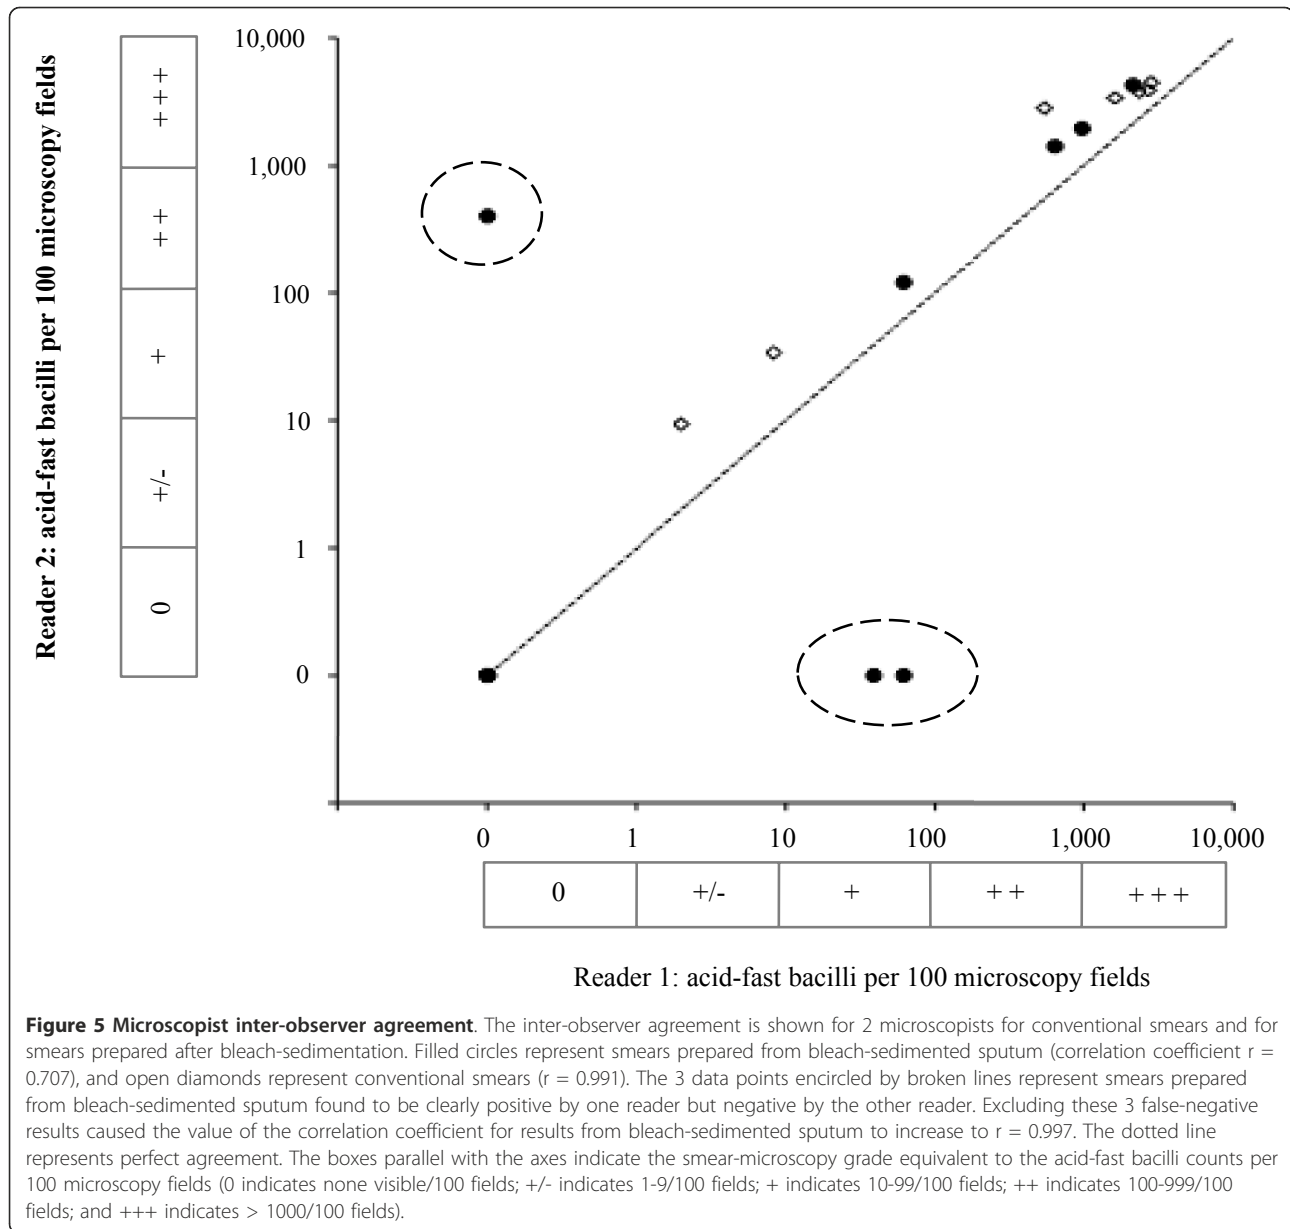 Reader 2: acid-fast bacilli per 100 microscopy fields
+ + +
+ +
+
+/-
0
10,000
1,000
100
10
1
0
0 1 10 100 1,000 10,000
0 +/- + + + + + +
Reader 1: acid-fast bacilli per 100 microscopy fields
Figure 5 Microscopist inter-observer agreement. The inter-observer agreement is shown for 2 microscopists for conventional smears and for
smears prepared after bleach-sedimentation. Filled circles represent smears prepared from bleach-sedimented sputum (correlation coefficient r =
0.707), and open diamonds represent conventional smears (r = 0.991). The 3 data points encircled by broken lines represent smears prepared
from bleach-sedimented sputum found to be clearly positive by one reader but negative by the other reader. Excluding these 3 false-negative
results caused the value of the correlation coefficient for results from bleach-sedimented sputum to increase to r = 0.997. The dotted line
represents perfect agreement. The boxes parallel with the axes indicate the smear-microscopy grade equivalent to the acid-fast bacilli counts per
100 microscopy fields (0 indicates none visible/100 fields; +/- indicates 1-9/100 fields; + indicates 10-99/100 fields; ++ indicates 100-999/100
fields; and +++ indicates > 1000/100 fields).